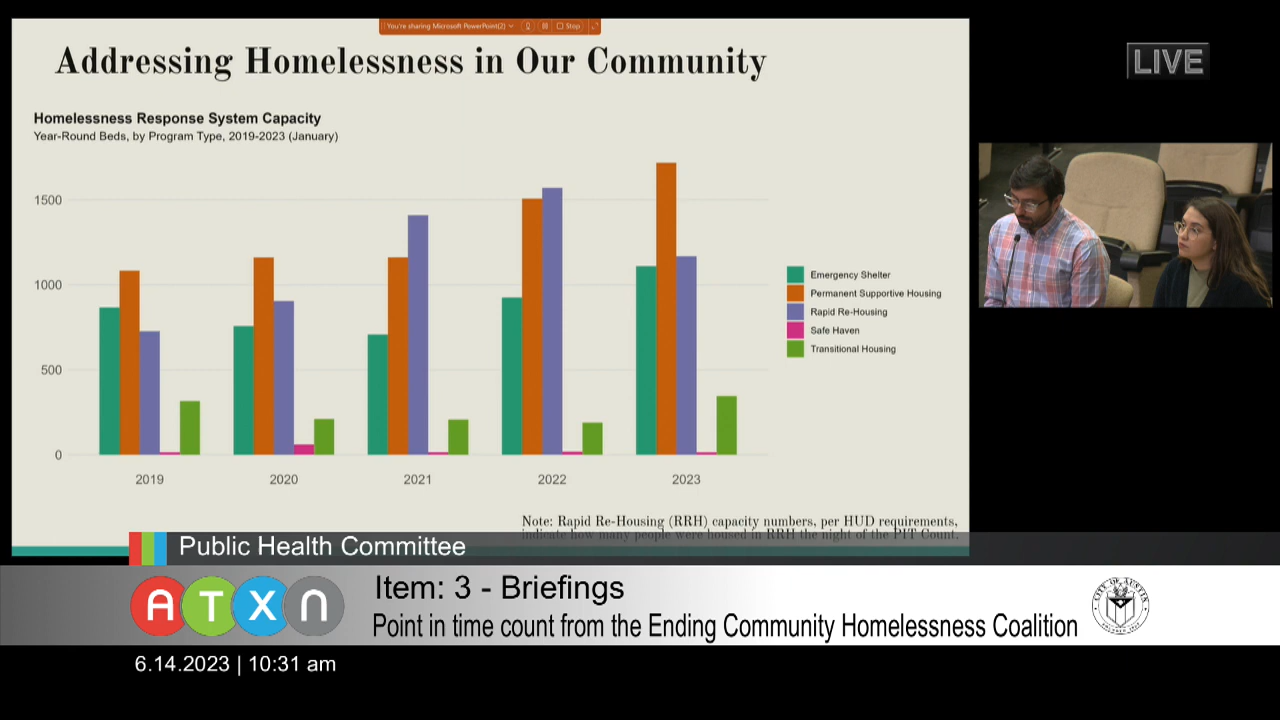 You're sharing Microsoft PowerPoint(2)
Stop
Addressing Homelessness in Our Community
LIVE
Homelessness Response System Capacity
Year-Round Beds, by Program Type, 2019-2023 (January)
1500
1000
500
0
2019
2020
2021
2022
2023
Emergency Shelter
Permanent Supportive Housing
Rapid Re-Housing
Safe Haven
Transitional Housing
Note: Rapid Re-Housing (RRH) capacity numbers, per HUD requirements,
indicate how many people were housed in RRH the night of the PIT Count.
Public Health Committee
ATXN
Item: 3 - Briefings
Point in time count from the Ending Community Homelessness Coalition
CITY OF AUSTIN
6.14.2023 | 10:31 am